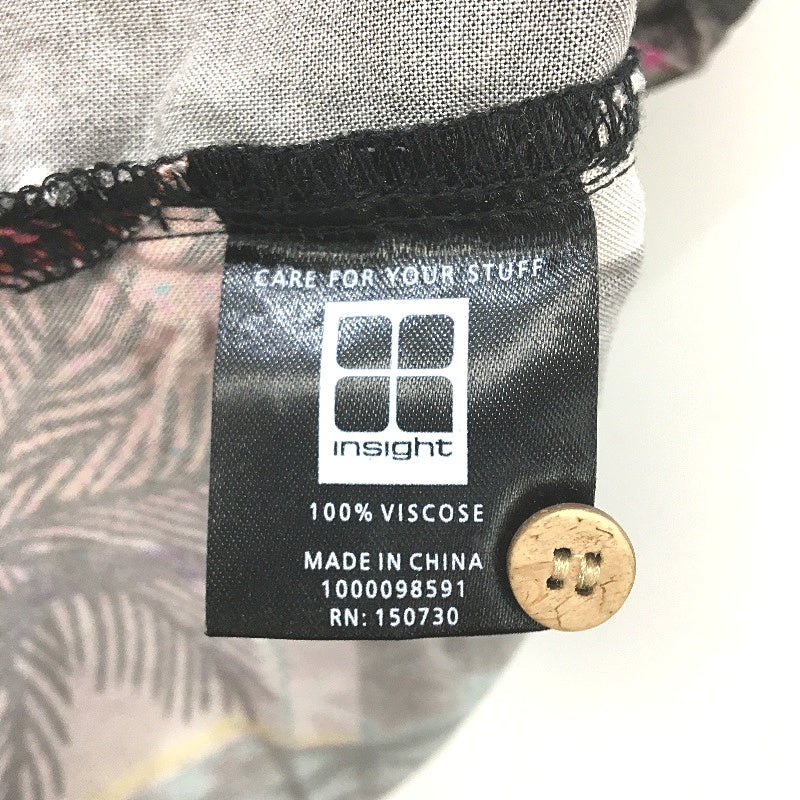 CARE FOR YOUR STUFF
insight
100% VISCOSE
MADE IN CHINA
1000098591
RN: 150730